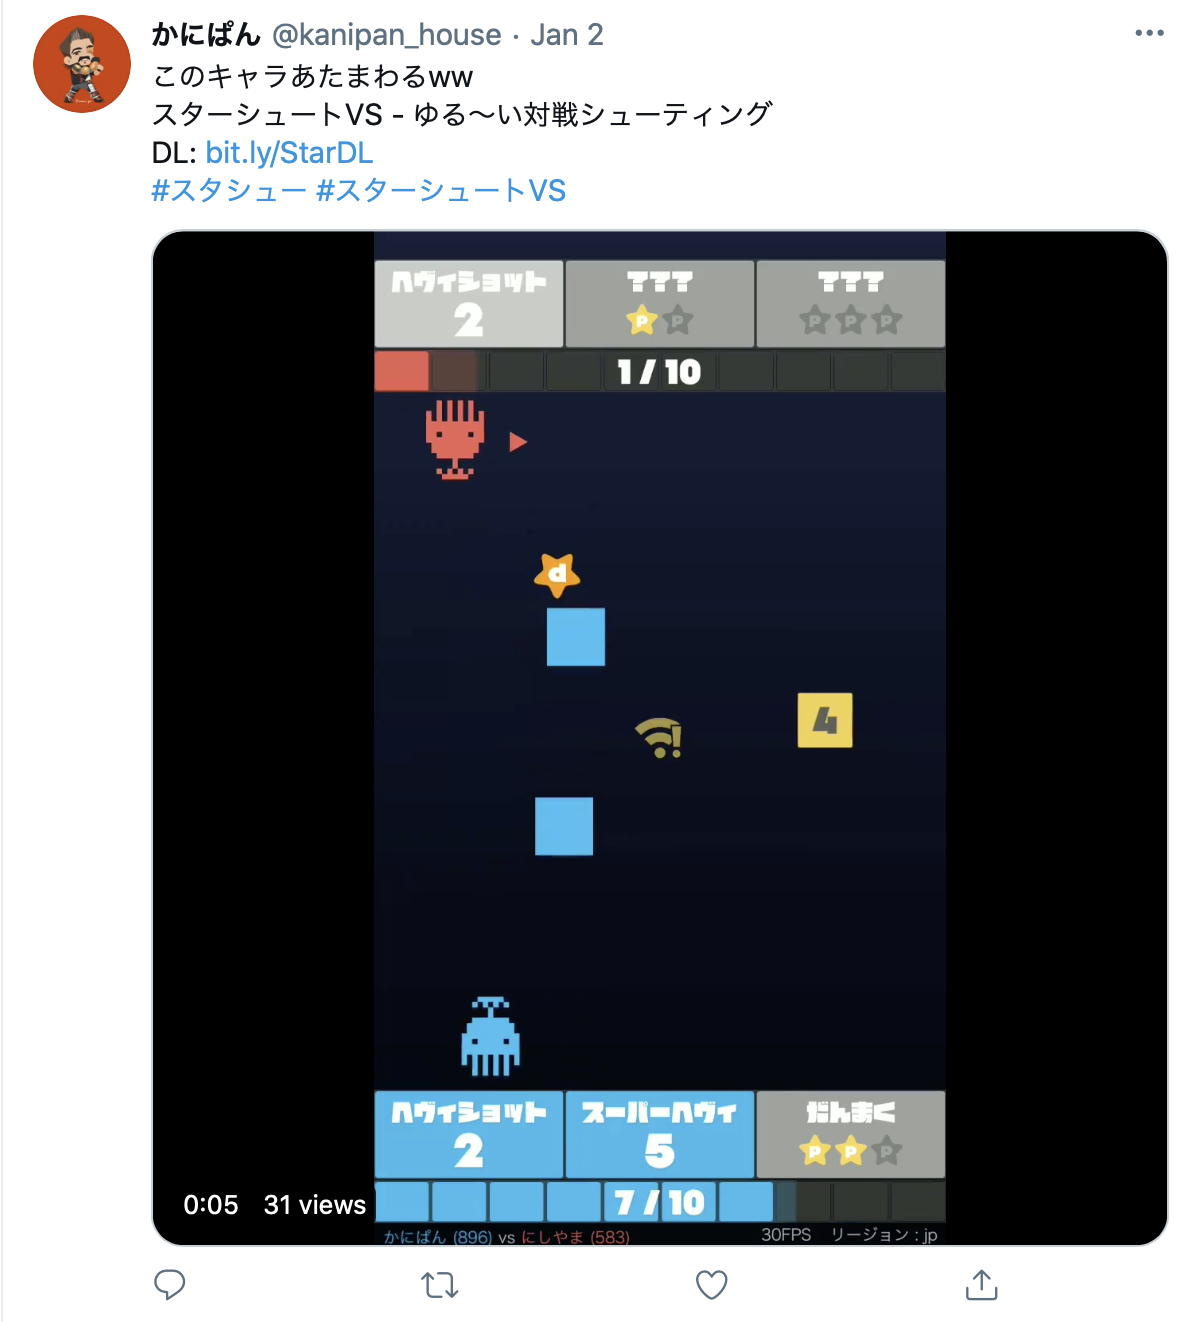 かにぱん @kanipan_house · Jan 2
このキャラあたまわるww
スターシュートVS - ゆる〜い対戦シューティング
DL: bit.ly/StarDL
#スタシュー #スターシュートVS
ヘヴィショット ??? ???
2 P P P P P
1 / 10
d
4
ヘヴィショット スーパーヘヴィ だんまく
2 5 P P P
0:05 31 views 7 / 10
かにぱん (896) vs にしやま (583) 30FPS リージョン : jp